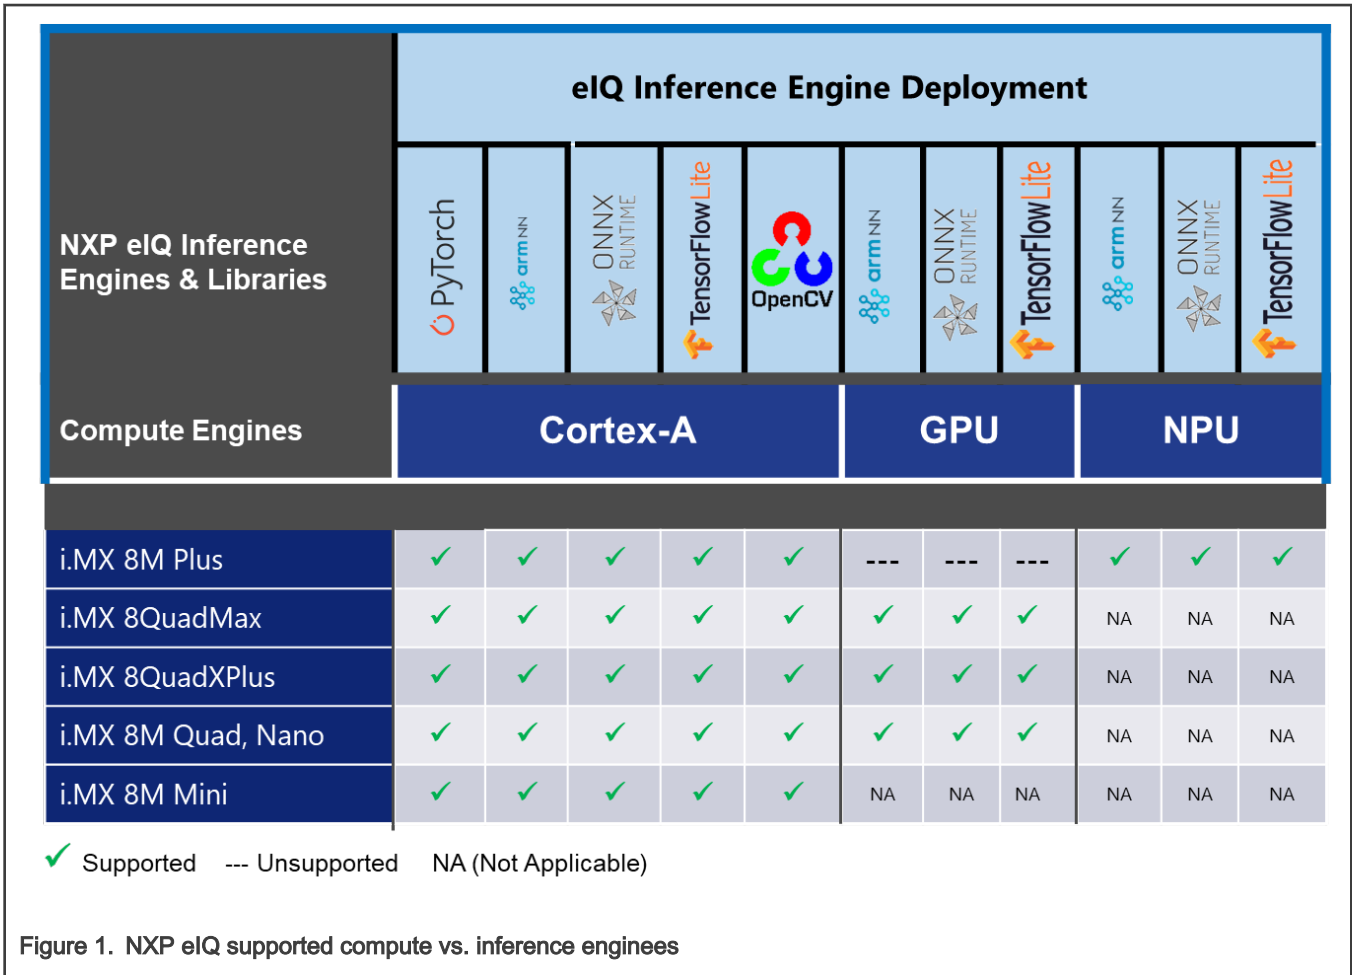 eIQ Inference Engine Deployment
NXP eIQ Inference
Engines & Libraries
PyTorch
arm NN
ONNX
RUNTIME
TensorFlow Lite
OpenCV
arm NN
ONNX
RUNTIME
TensorFlow Lite
arm NN
ONNX
RUNTIME
TensorFlow Lite
Compute Engines
Cortex-A
GPU
NPU
i.MX 8M Plus ✓ ✓ ✓ ✓ ✓ --- --- --- ✓ ✓ ✓
i.MX 8QuadMax ✓ ✓ ✓ ✓ ✓ ✓ ✓ ✓ NA NA NA
i.MX 8QuadXPlus ✓ ✓ ✓ ✓ ✓ ✓ ✓ ✓ NA NA NA
i.MX 8M Quad, Nano ✓ ✓ ✓ ✓ ✓ ✓ ✓ ✓ NA NA NA
i.MX 8M Mini ✓ ✓ ✓ ✓ ✓ NA NA NA NA NA NA
✓ Supported --- Unsupported NA (Not Applicable)
Figure 1. NXP eIQ supported compute vs. inference enginees